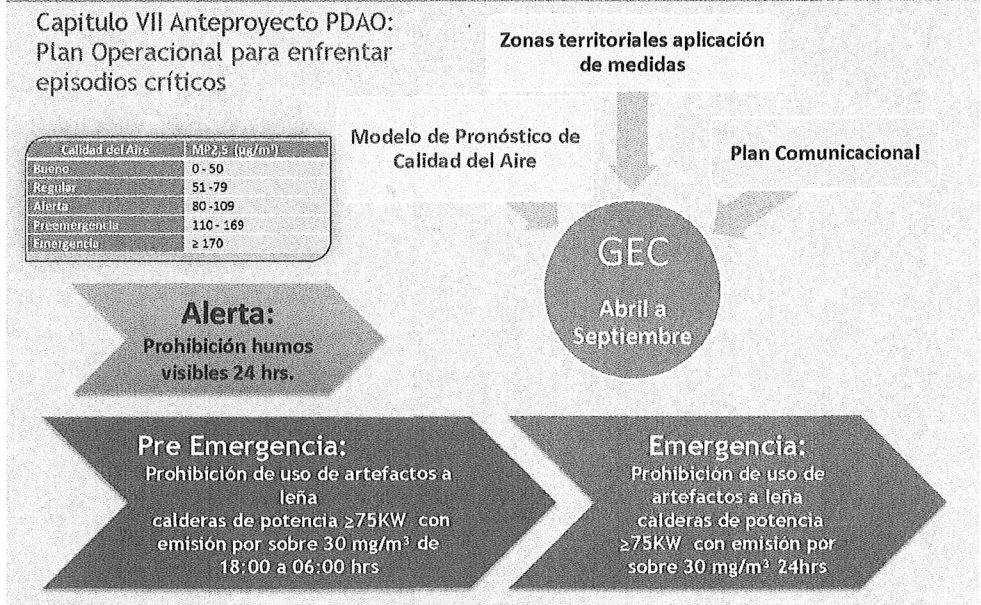 Capitulo VII Anteproyecto PDAO:
Plan Operacional para enfrentar
episodios críticos
Zonas territoriales aplicación
de medidas
Modelo de Pronóstico de
Calidad del Aire
Plan Comunicacional
Calidad del Aire MP2,5 (µg/m³)
Bueno 0 - 50
Regular 51 -79
Alerta 80 -109
Preemergencia 110 - 169
Emergencia ≥ 170
GEC
Abril a
Septiembre
Alerta:
Prohibición humos
visibles 24 hrs.
Pre Emergencia:
Prohibición de uso de artefactos a
leña
calderas de potencia ≥75KW con
emisión por sobre 30 mg/m³ de
18:00 a 06:00 hrs
Emergencia:
Prohibición de uso de
artefactos a leña
calderas de potencia
≥75KW con emisión por
sobre 30 mg/m³ 24hrs